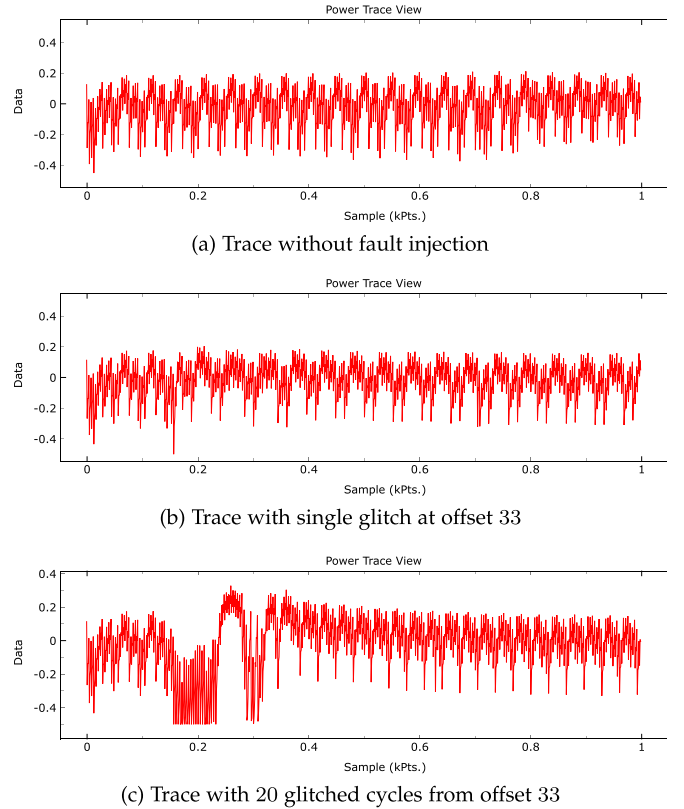 Power Trace View
0.4
0.2
0
-0.2
-0.4
Data
0 0.2 0.4 0.6 0.8 1
Sample (kPts.)
(a) Trace without fault injection
Power Trace View
0.4
0.2
0
-0.2
-0.4
Data
0 0.2 0.4 0.6 0.8 1
Sample (kPts.)
(b) Trace with single glitch at offset 33
Power Trace View
0.4
0.2
0
-0.2
-0.4
Data
0 0.2 0.4 0.6 0.8 1
Sample (kPts.)
(c) Trace with 20 glitched cycles from offset 33